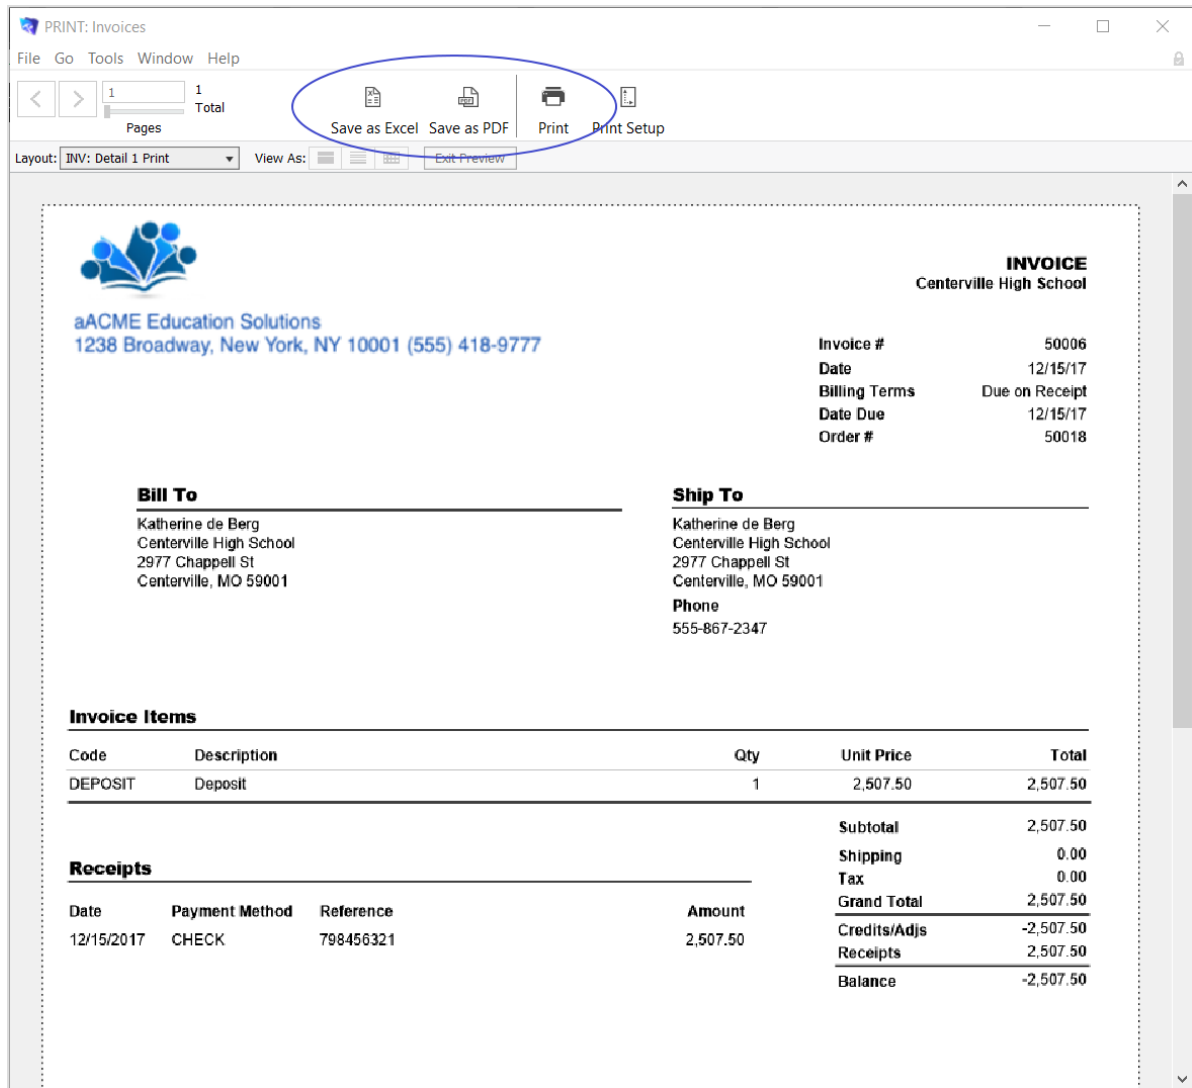 PRINT: Invoices
File Go Tools Window Help
1
1
Total
Pages
Save as Excel Save as PDF Print Print Setup
Layout: INV: Detail 1 Print View As: Exit Preview
INVOICE
Centerville High School
aACME Education Solutions
1238 Broadway, New York, NY 10001 (555) 418-9777
Invoice # 50006
Date 12/15/17
Billing Terms Due on Receipt
Date Due 12/15/17
Order # 50018
Bill To
Katherine de Berg
Centerville High School
2977 Chappell St
Centerville, MO 59001
Ship To
Katherine de Berg
Centerville High School
2977 Chappell St
Centerville, MO 59001
Phone
555-867-2347
Invoice Items
Code Description Qty Unit Price Total
DEPOSIT Deposit 1 2,507.50 2,507.50
Subtotal 2,507.50
Shipping 0.00
Tax 0.00
Grand Total 2,507.50
Credits/Adjs -2,507.50
Receipts 2,507.50
Balance -2,507.50
Receipts
Date Payment Method Reference Amount
12/15/2017 CHECK 798456321 2,507.50